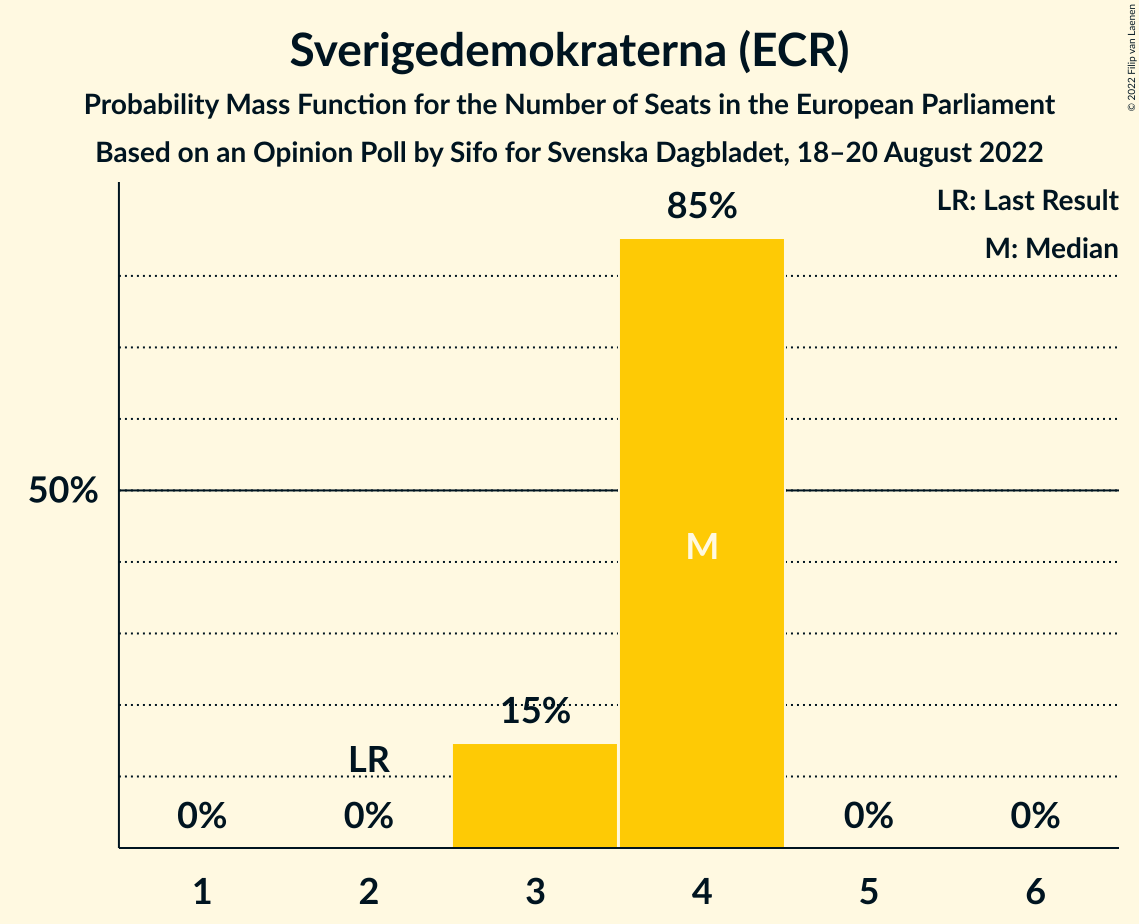 Sverigedemokraterna (ECR)
Probability Mass Function for the Number of Seats in the European Parliament
Based on an Opinion Poll by Sifo for Svenska Dagbladet, 18–20 August 2022
© 2022 Filip van Laenen
LR: Last Result
M: Median
85%
50%
M
15%
LR
0% 0% 0% 0%
1 2 3 4 5 6